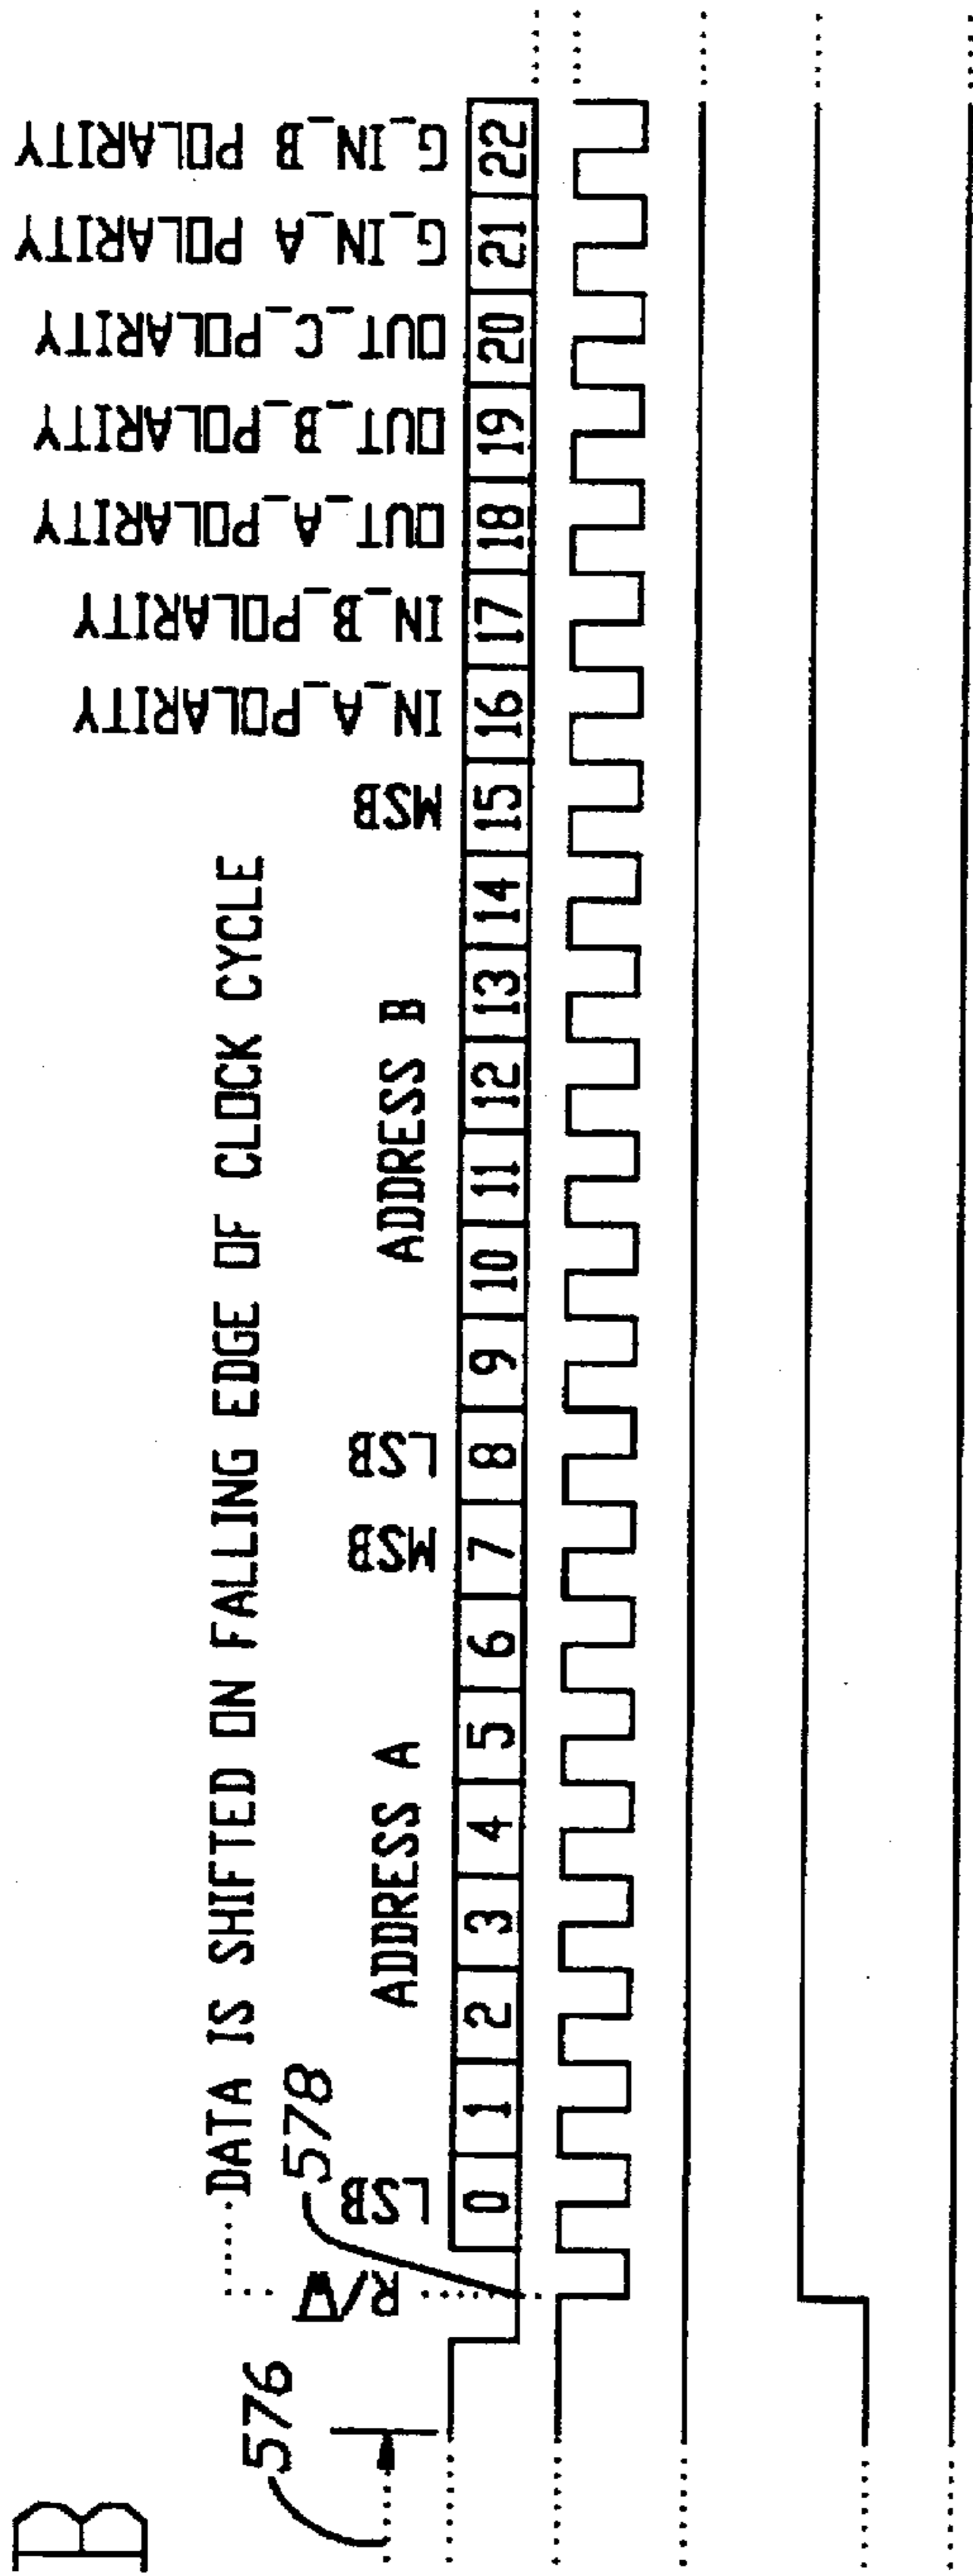 B
576
578
DATA IS SHIFTED ON FALLING EDGE OF CLOCK CYCLE
R/W
LSB
ADDRESS A
MSB
LSB
ADDRESS B
MSB
IN_A_POLARITY
IN_B_POLARITY
OUT_A_POLARITY
OUT_B_POLARITY
OUT_C_POLARITY
G_IN_A POLARITY
G_IN_B POLARITY
0 1 2 3 4 5 6 7 8 9 10 11 12 13 14 15 16 17 18 19 20 21 22